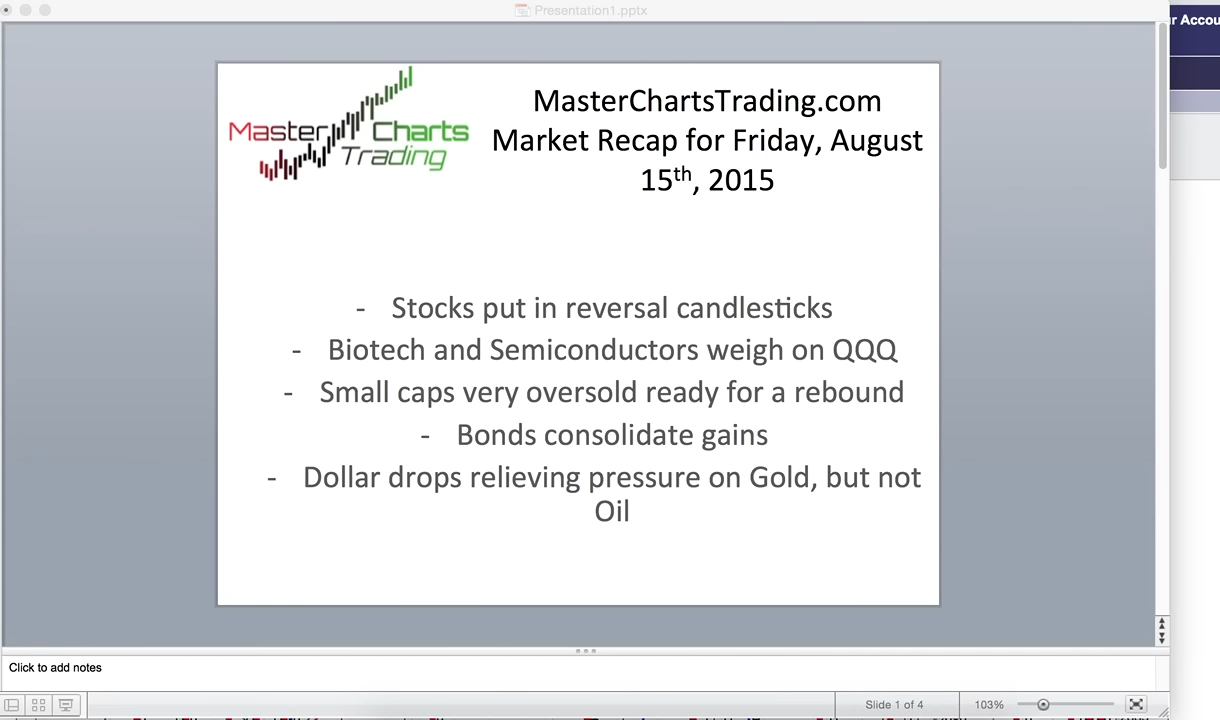 Presentation1.pptx
r Accou
Master Charts
Trading
MasterChartsTrading.com
Market Recap for Friday, August
15th, 2015
- Stocks put in reversal candlesticks
- Biotech and Semiconductors weigh on QQQ
- Small caps very oversold ready for a rebound
- Bonds consolidate gains
- Dollar drops relieving pressure on Gold, but not
Oil
Click to add notes
Slide 1 of 4
103%